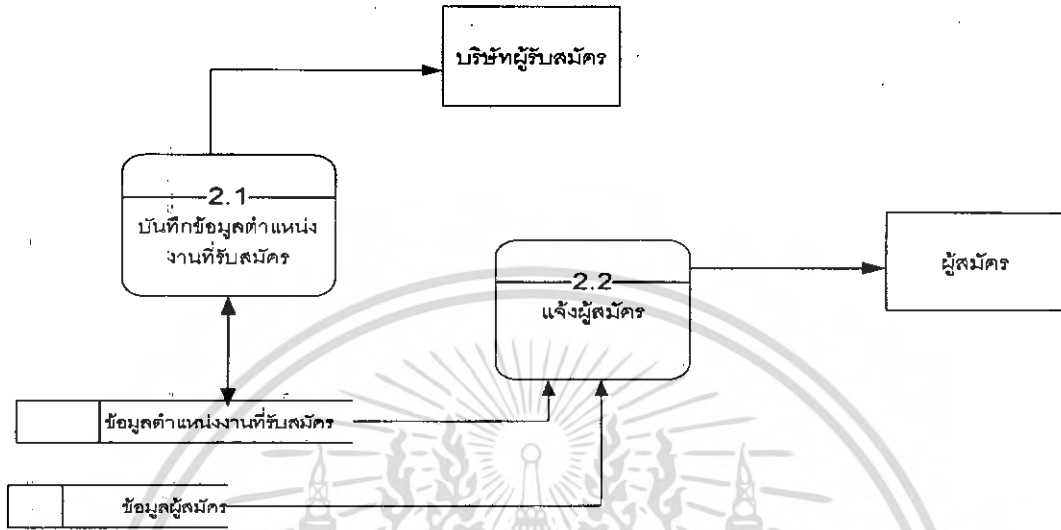 บริษัทผู้รับสมัคร
2.1
บันทึกข้อมูลตำแหน่ง
งานที่รับสมัคร
2.2
แจ้งผู้สมัคร
ผู้สมัคร
ข้อมูลตำแหน่งงานที่รับสมัคร
ข้อมูลผู้สมัคร